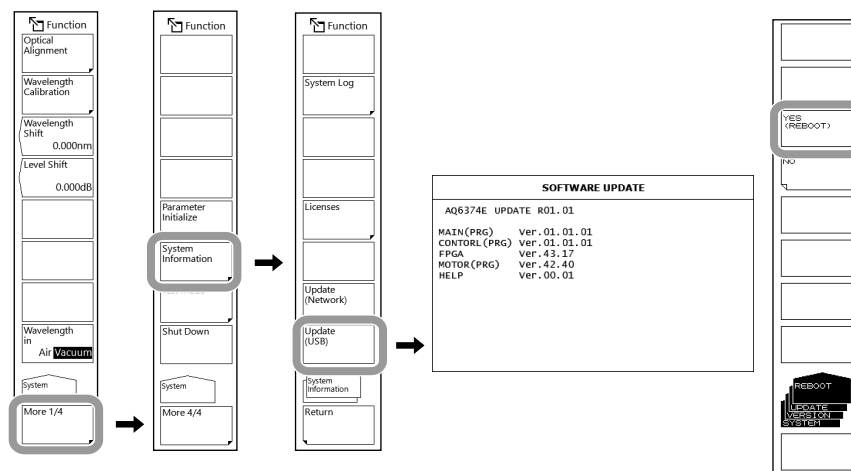 Function
Optical
Alignment
Wavelength
Calibration
Wavelength
Shift
0.000nm
Level Shift
0.000dB
Wavelength
in
Air Vacuum
System
More 1/4
Function
Parameter
Initialize
System
Information
Shut Down
System
More 4/4
Function
System Log
Licenses
Update
(Network)
Update
(USB)
System
Information
Return
SOFTWARE UPDATE
AQ6374E UPDATE R01.01
MAIN(PRG) Ver.01.01.01
CONTORL(PRG) Ver.01.01.01
FPGA Ver.43.17
MOTOR(PRG) Ver.42.40
HELP Ver.00.01
YES
(REBOOT)
NO
REBOOT
UPDATE
VERSION
SYSTEM